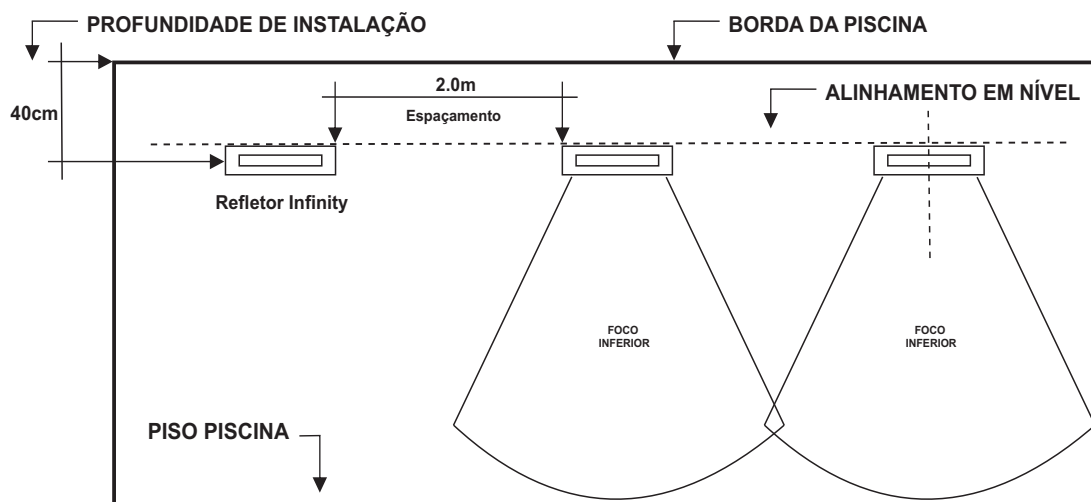 PROFUNDIDADE DE INSTALAÇÃO
BORDA DA PISCINA
40cm
2.0m
Espaçamento
ALINHAMENTO EM NÍVEL
Refletor Infinity
FOCO
INFERIOR
FOCO
INFERIOR
PISO PISCINA